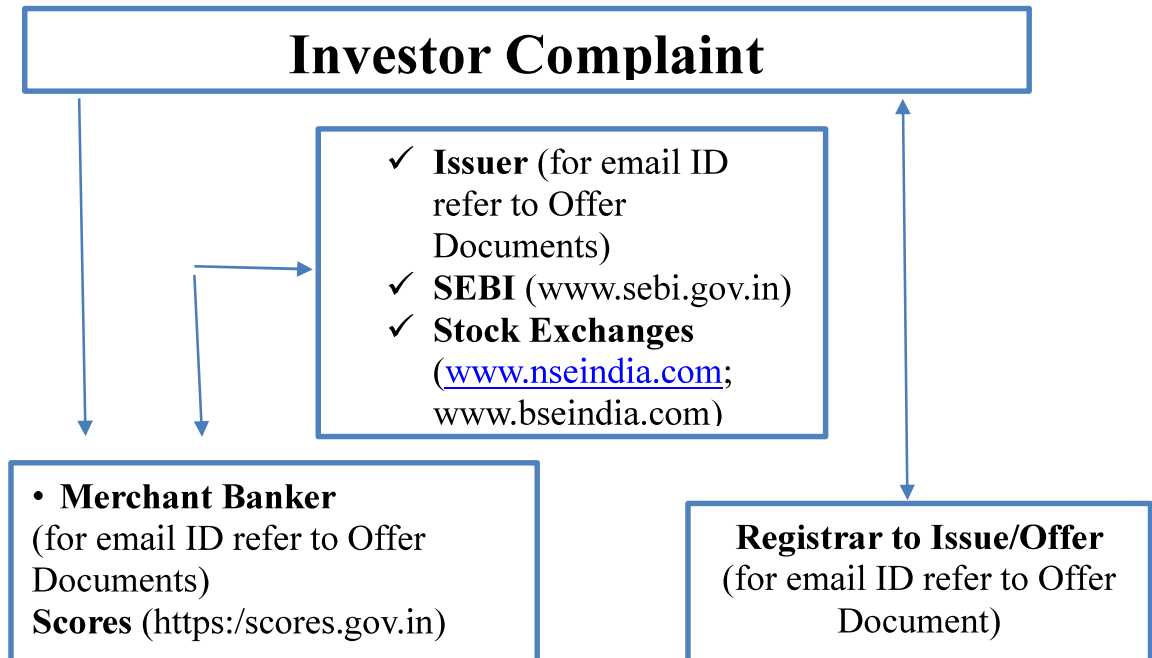 Investor Complaint
✓ Issuer (for email ID
refer to Offer
Documents)
✓ SEBI (www.sebi.gov.in)
✓ Stock Exchanges
(www.nseindia.com;
www.bseindia.com)
• Merchant Banker
(for email ID refer to Offer
Documents)
Scores (https:/scores.gov.in)
Registrar to Issue/Offer
(for email ID refer to Offer
Document)